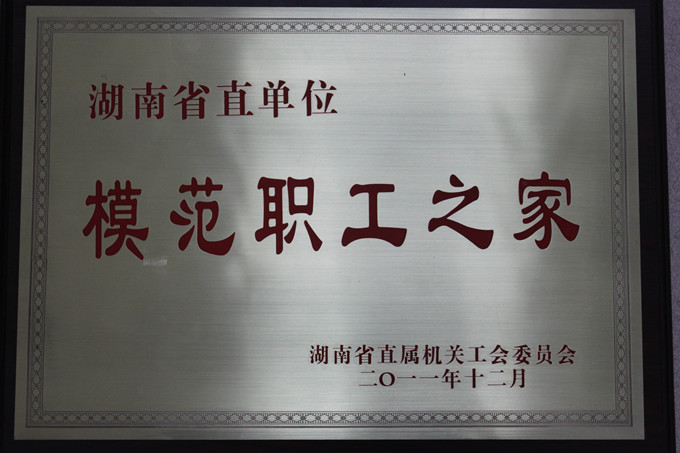 湖南省直单位
模范职工之家
湖南省直属机关工会委员会
二〇一一年十二月